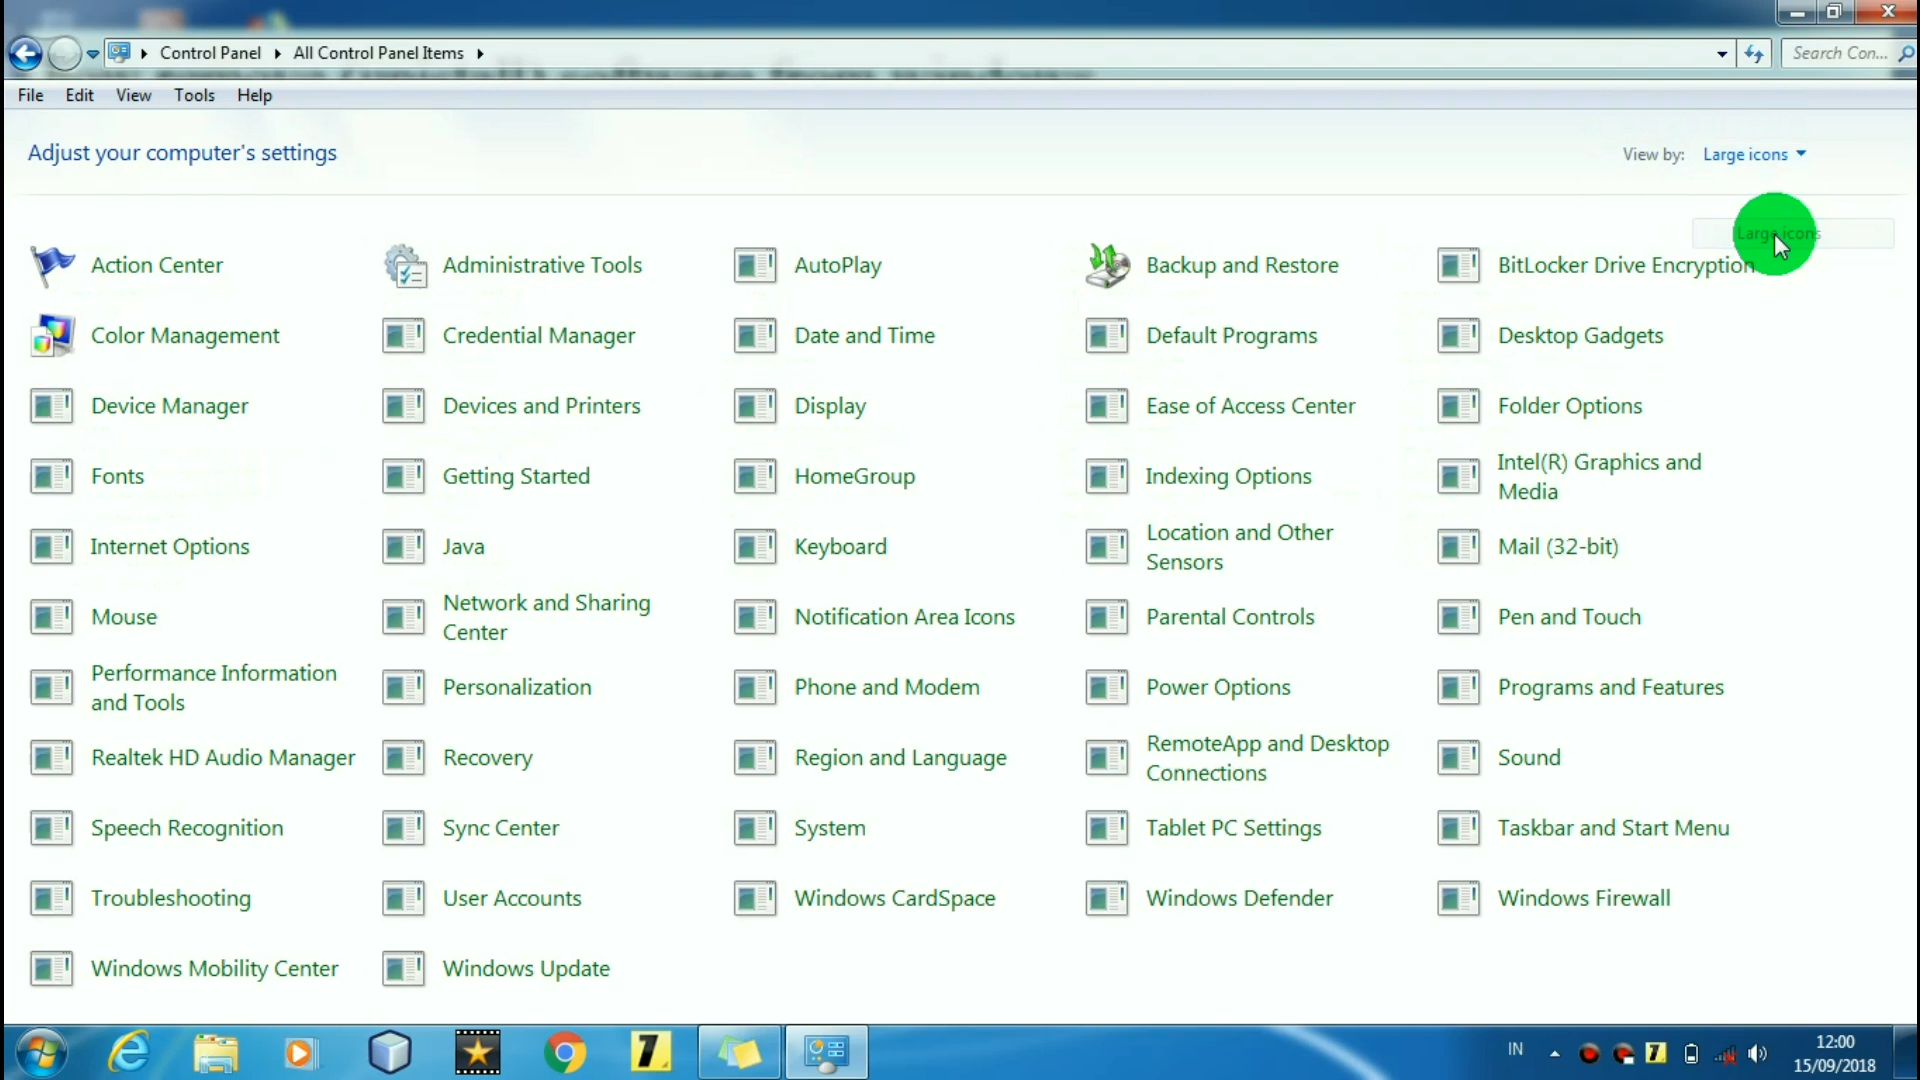 Control Panel All Control Panel Items
Search Con...
File Edit View Tools Help
Adjust your computer's settings
View by: Large icons
Large icons
Action Center
Administrative Tools
AutoPlay
Backup and Restore
BitLocker Drive Encryption
Color Management
Credential Manager
Date and Time
Default Programs
Desktop Gadgets
Device Manager
Devices and Printers
Display
Ease of Access Center
Folder Options
Fonts
Getting Started
HomeGroup
Indexing Options
Intel(R) Graphics and
Media
Internet Options
Java
Keyboard
Location and Other
Sensors
Mail (32-bit)
Mouse
Network and Sharing
Center
Notification Area Icons
Parental Controls
Pen and Touch
Performance Information
and Tools
Personalization
Phone and Modem
Power Options
Programs and Features
Realtek HD Audio Manager
Recovery
Region and Language
RemoteApp and Desktop
Connections
Sound
Speech Recognition
Sync Center
System
Tablet PC Settings
Taskbar and Start Menu
Troubleshooting
User Accounts
Windows CardSpace
Windows Defender
Windows Firewall
Windows Mobility Center
Windows Update
IN
12:00
15/09/2018